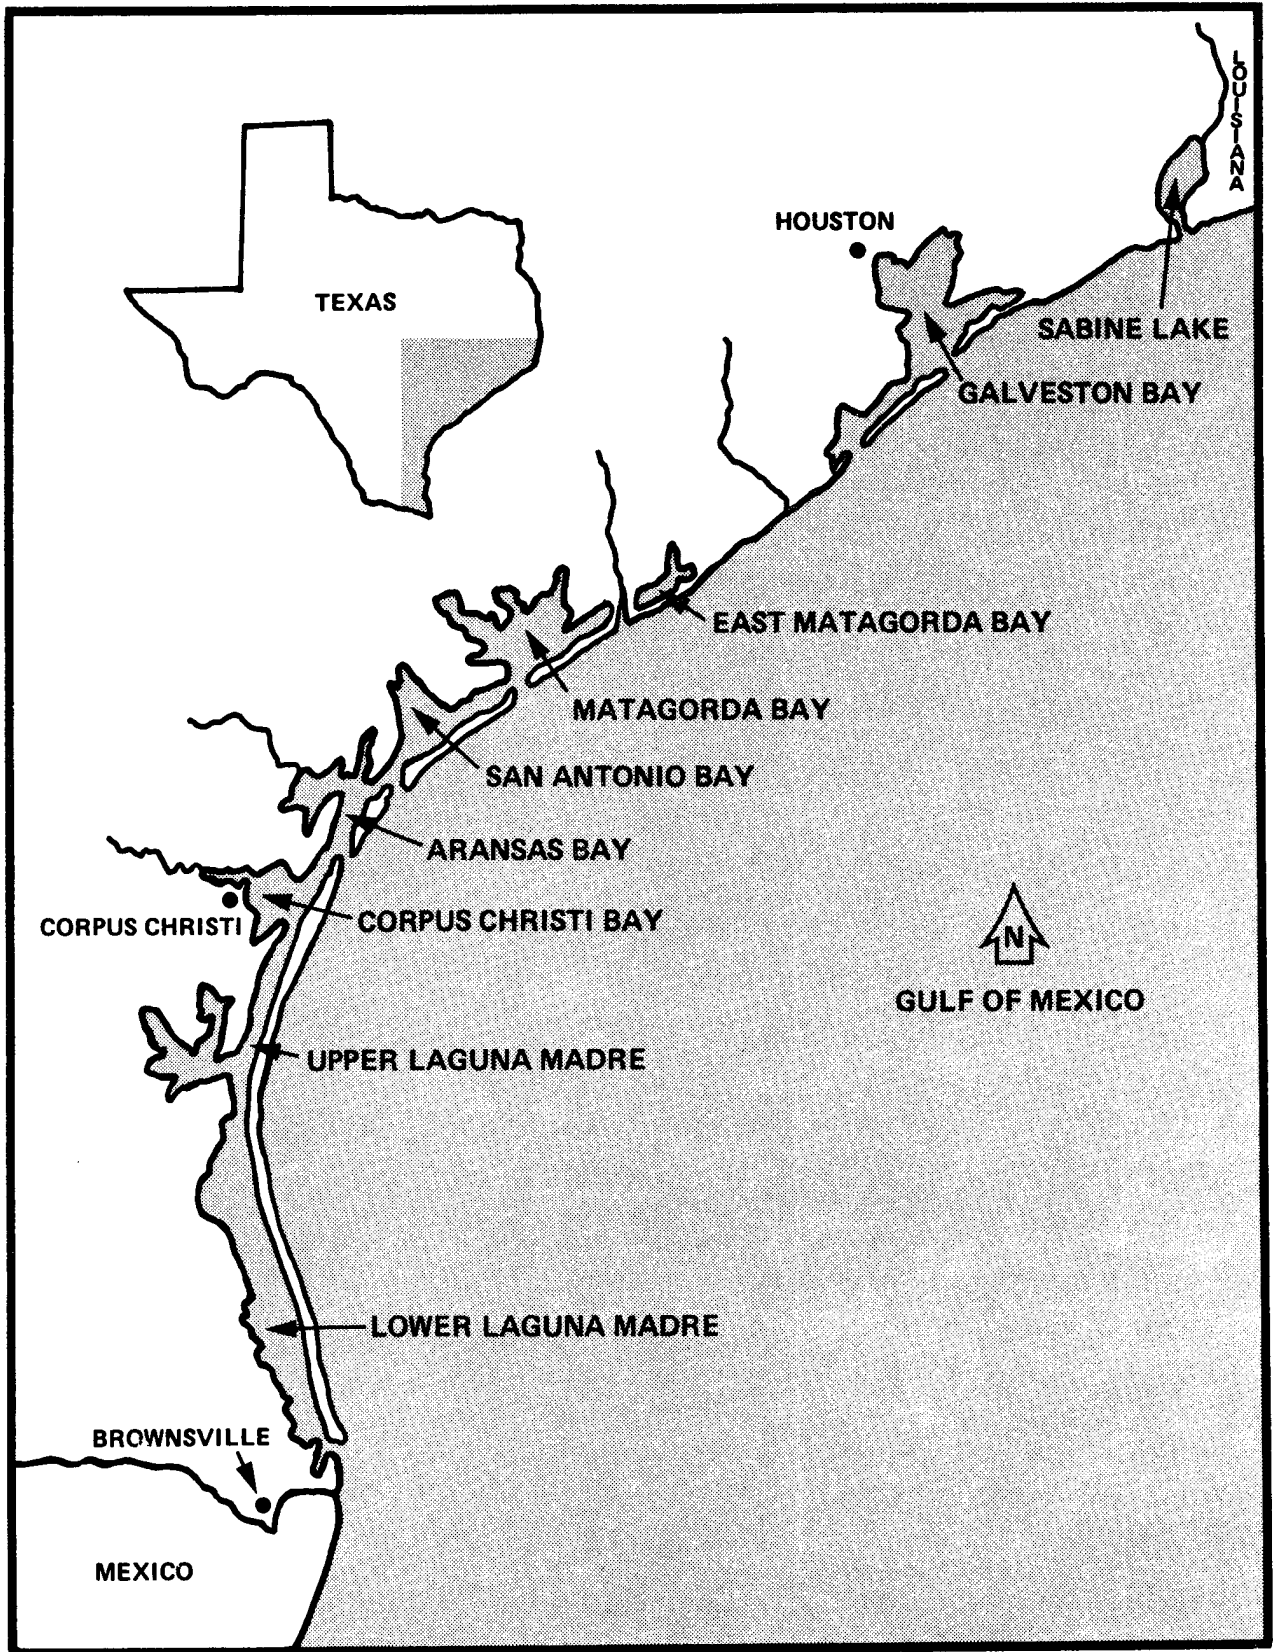 LOUISIANA
HOUSTON
TEXAS
SABINE LAKE
GALVESTON BAY
EAST MATAGORDA BAY
MATAGORDA BAY
SAN ANTONIO BAY
ARANSAS BAY
CORPUS CHRISTI
CORPUS CHRISTI BAY
N
GULF OF MEXICO
UPPER LAGUNA MADRE
LOWER LAGUNA MADRE
BROWNSVILLE
MEXICO